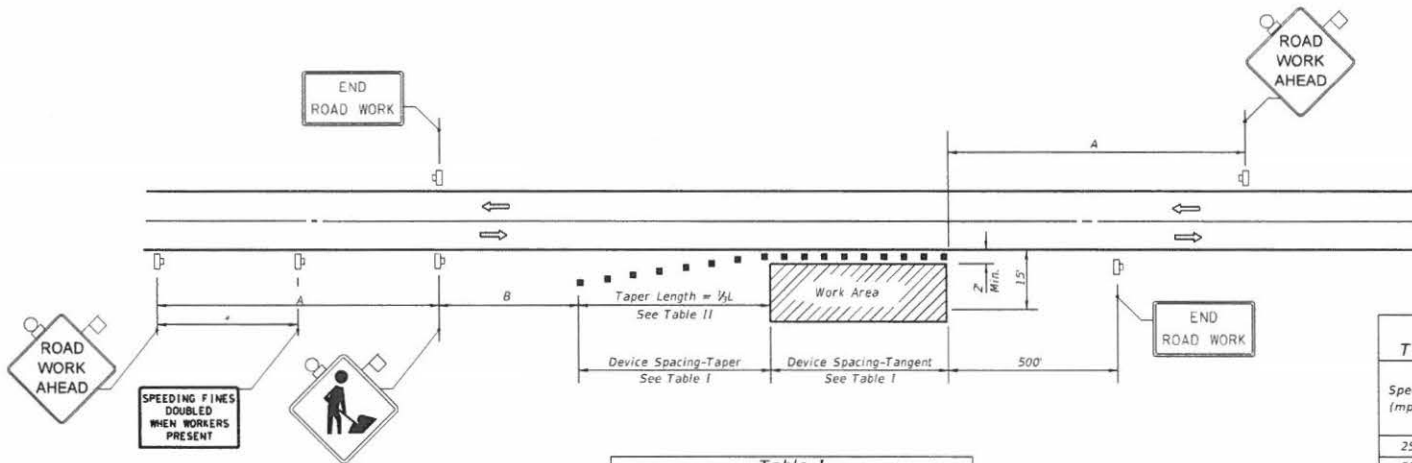 ROAD
WORK
AHEAD
END
ROAD WORK
A
A
B
Taper Length = ⅓L
See Table II
Work Area
2'
Min.
15'
ROAD
WORK
AHEAD
SPEEDING FINES
DOUBLED
WHEN WORKERS
PRESENT
Device Spacing-Taper
See Table I
Device Spacing-Tangent
See Table I
500'
END
ROAD WORK
Table I